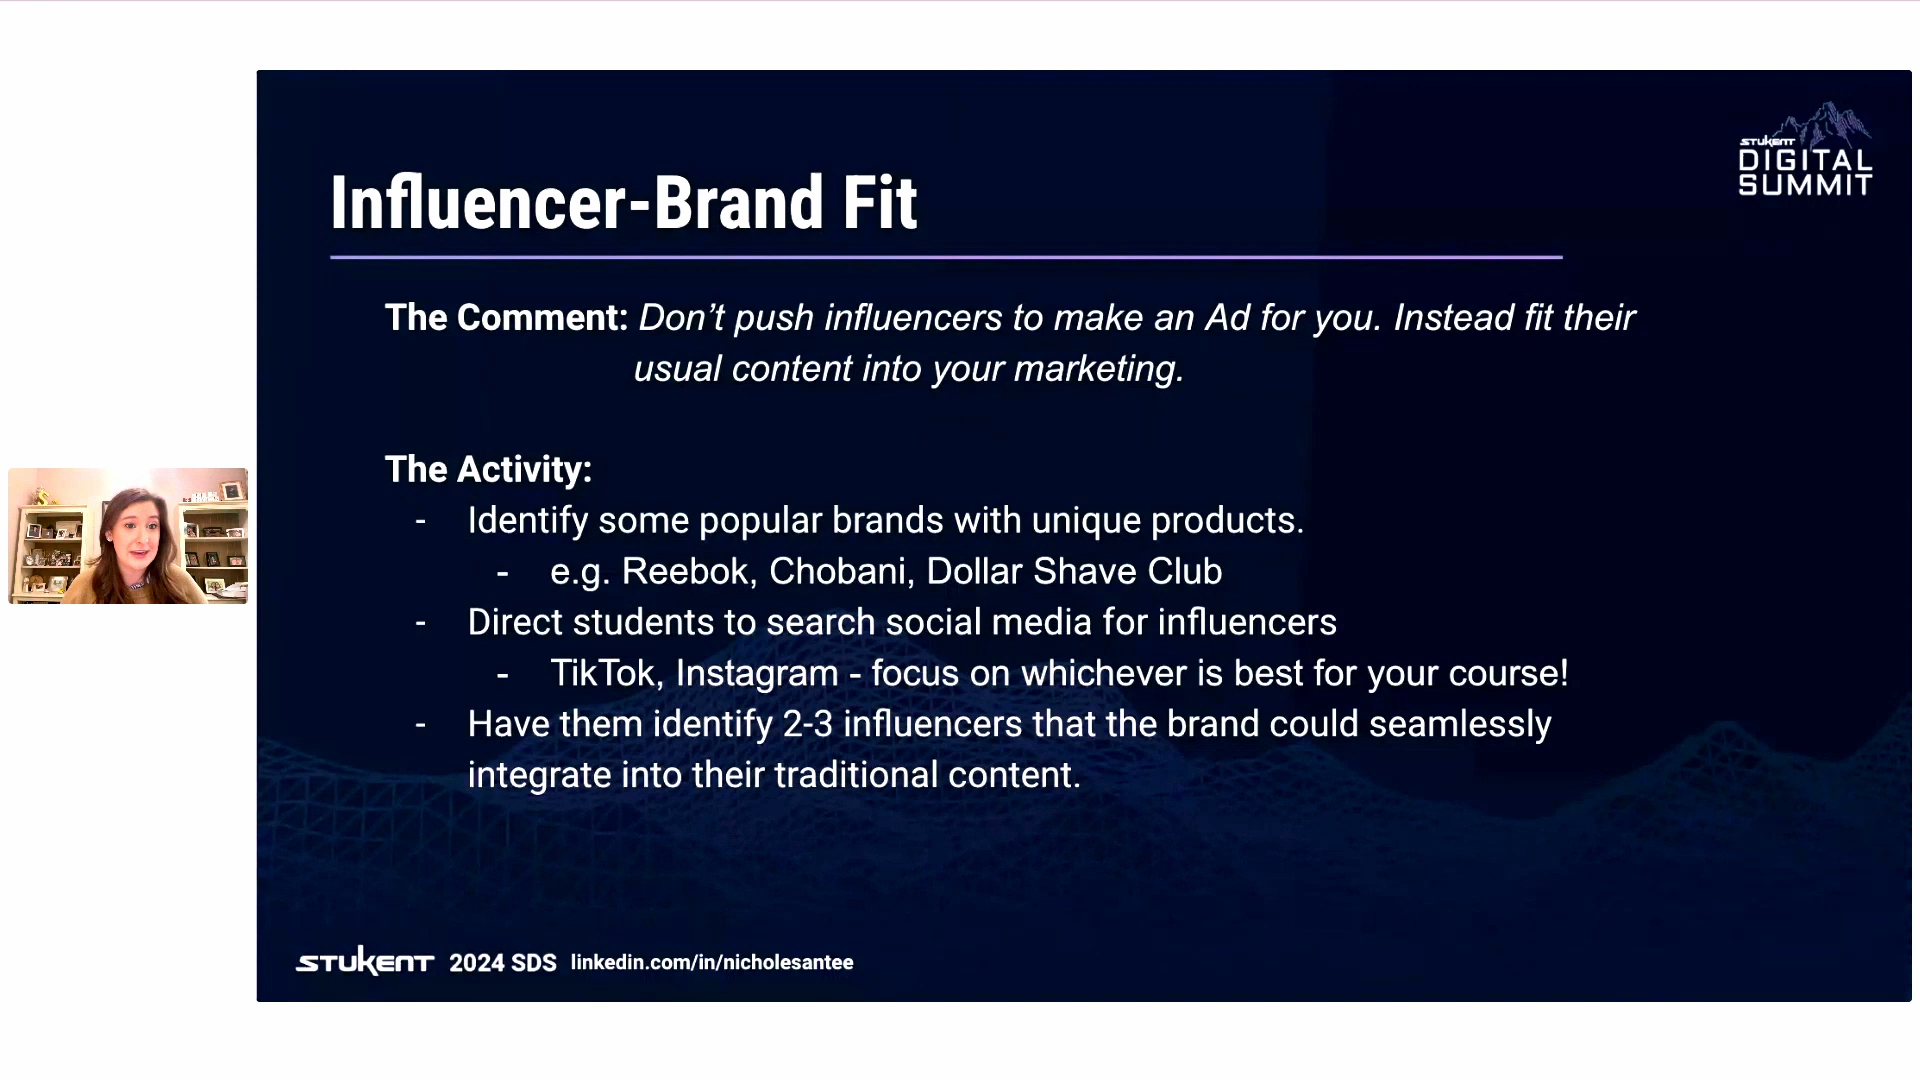 STUKENT
DIGITAL
SUMMIT
Influencer-Brand Fit
The Comment: Don’t push influencers to make an Ad for you. Instead fit their
usual content into your marketing.
The Activity:
- Identify some popular brands with unique products.
- e.g. Reebok, Chobani, Dollar Shave Club
- Direct students to search social media for influencers
- TikTok, Instagram - focus on whichever is best for your course!
- Have them identify 2-3 influencers that the brand could seamlessly
integrate into their traditional content.
STUKENT 2024 SDS linkedin.com/in/nicholesantee